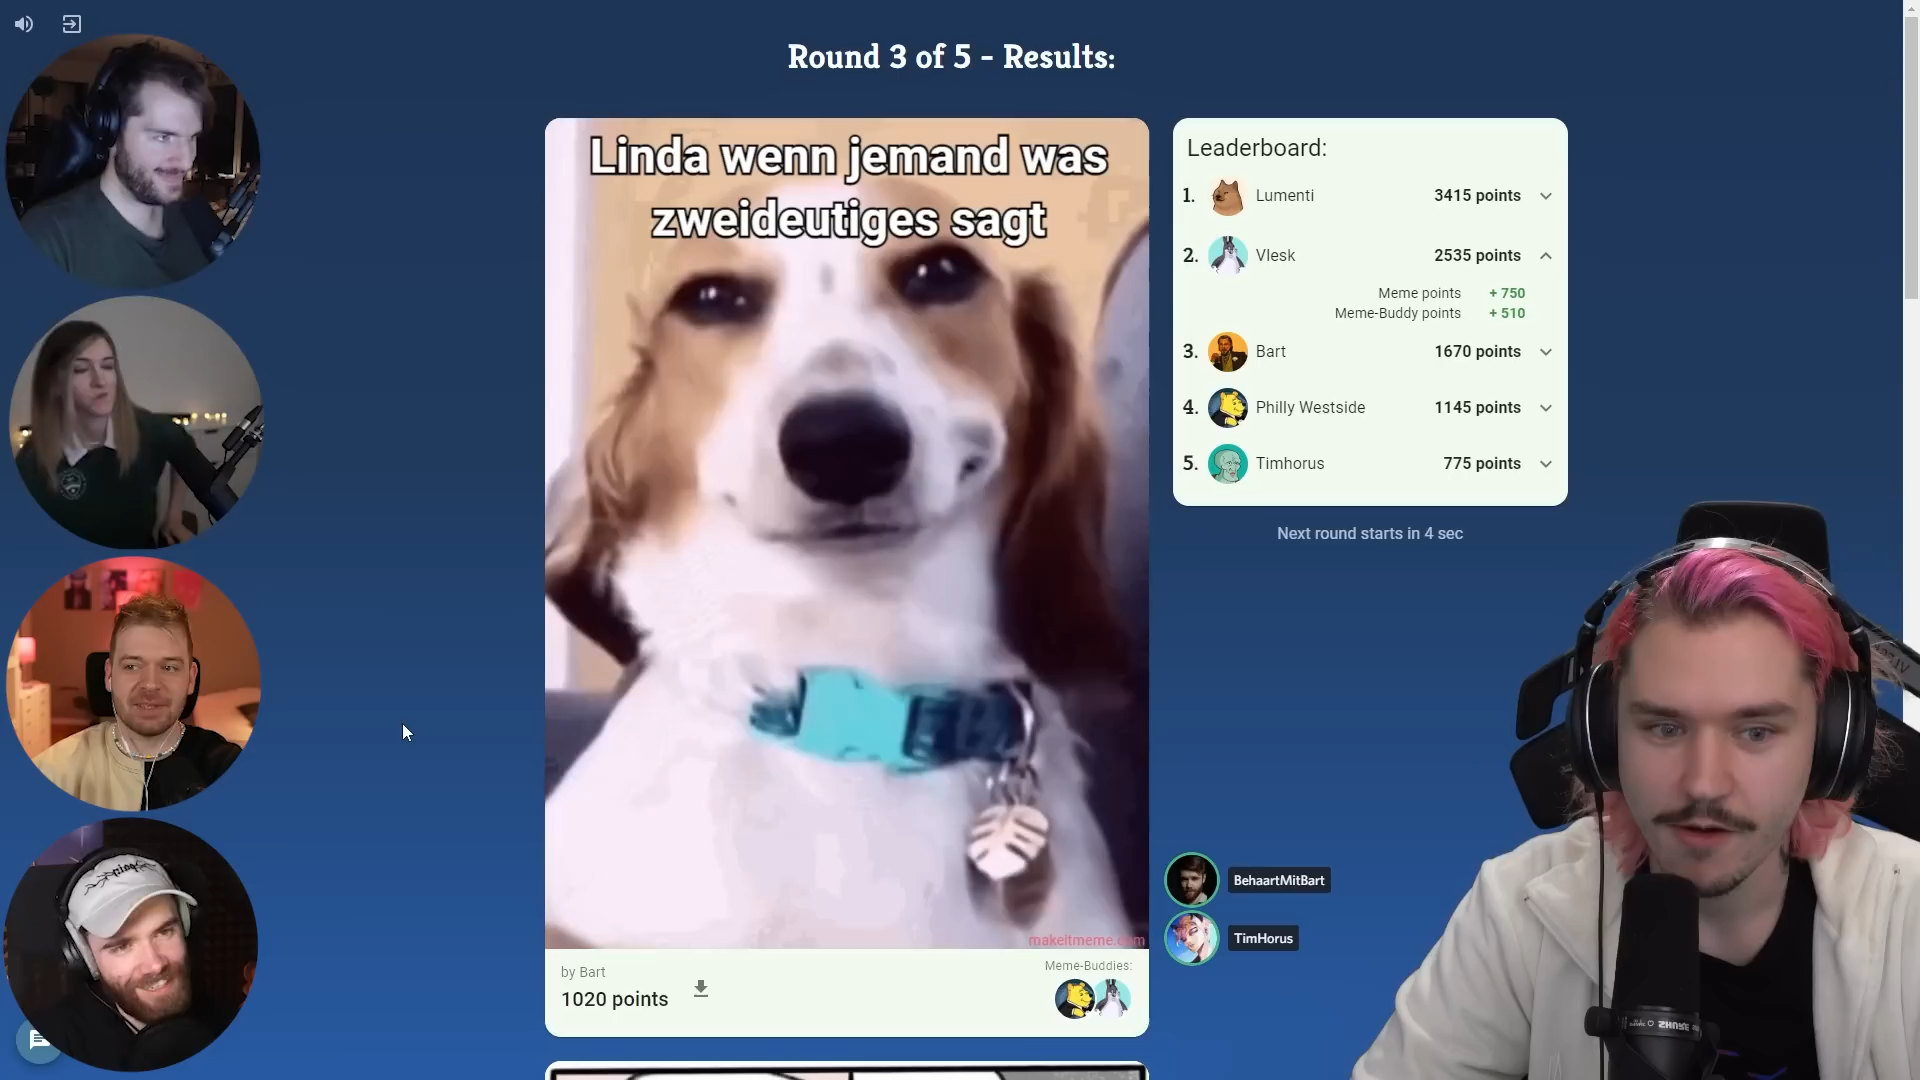 Round 3 of 5 - Results:
Linda wenn jemand was
zweideutiges sagt
makeitmeme.com
by Bart
1020 points
Meme-Buddies:
Leaderboard:
1. Lumenti 3415 points
2. Vlesk 2535 points
Meme points + 750
Meme-Buddy points + 510
3. Bart 1670 points
4. Philly Westside 1145 points
5. Timhorus 775 points
Next round starts in 4 sec
BehaartMitBart
TimHorus